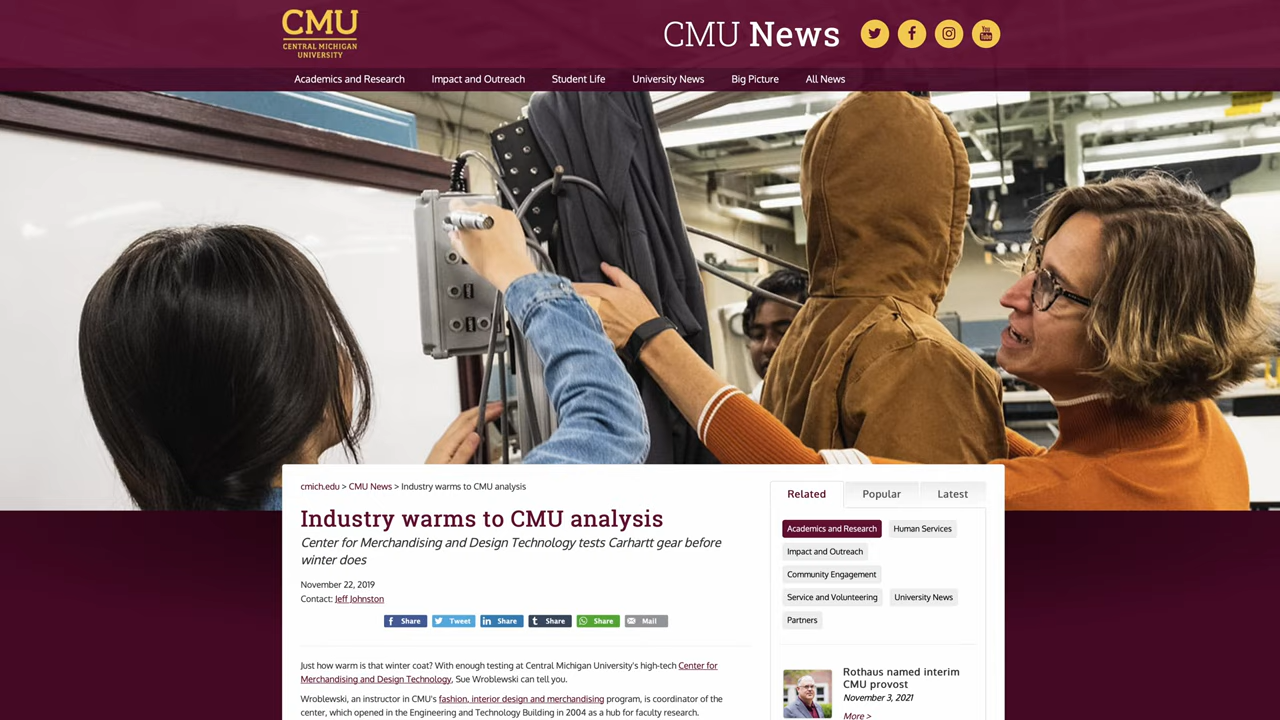 CMU
CENTRAL MICHIGAN
UNIVERSITY
CMU News
You
Tube
Academics and Research Impact and Outreach Student Life University News Big Picture All News
cmich.edu > CMU News > Industry warms to CMU analysis
Industry warms to CMU analysis
Center for Merchandising and Design Technology tests Carhartt gear before
winter does
November 22, 2019
Contact: Jeff Johnston
Share Tweet Share Share Share Mail
Just how warm is that winter coat? With enough testing at Central Michigan University's high-tech Center for
Merchandising and Design Technology, Sue Wroblewski can tell you.
Wroblewski, an instructor in CMU's fashion, interior design and merchandising program, is coordinator of the
center, which opened in the Engineering and Technology Building in 2004 as a hub for faculty research.
Related Popular Latest
Academics and Research Human Services
Impact and Outreach
Community Engagement
Service and Volunteering University News
Partners
Rothaus named interim
CMU provost
November 3, 2021
More >